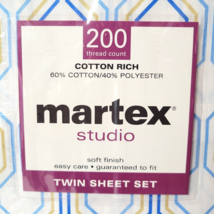 200
thread count
COTTON RICH
60% COTTON/40% POLYESTER
martex®
studio
soft finish
easy care • guaranteed to fit
TWIN SHEET SET